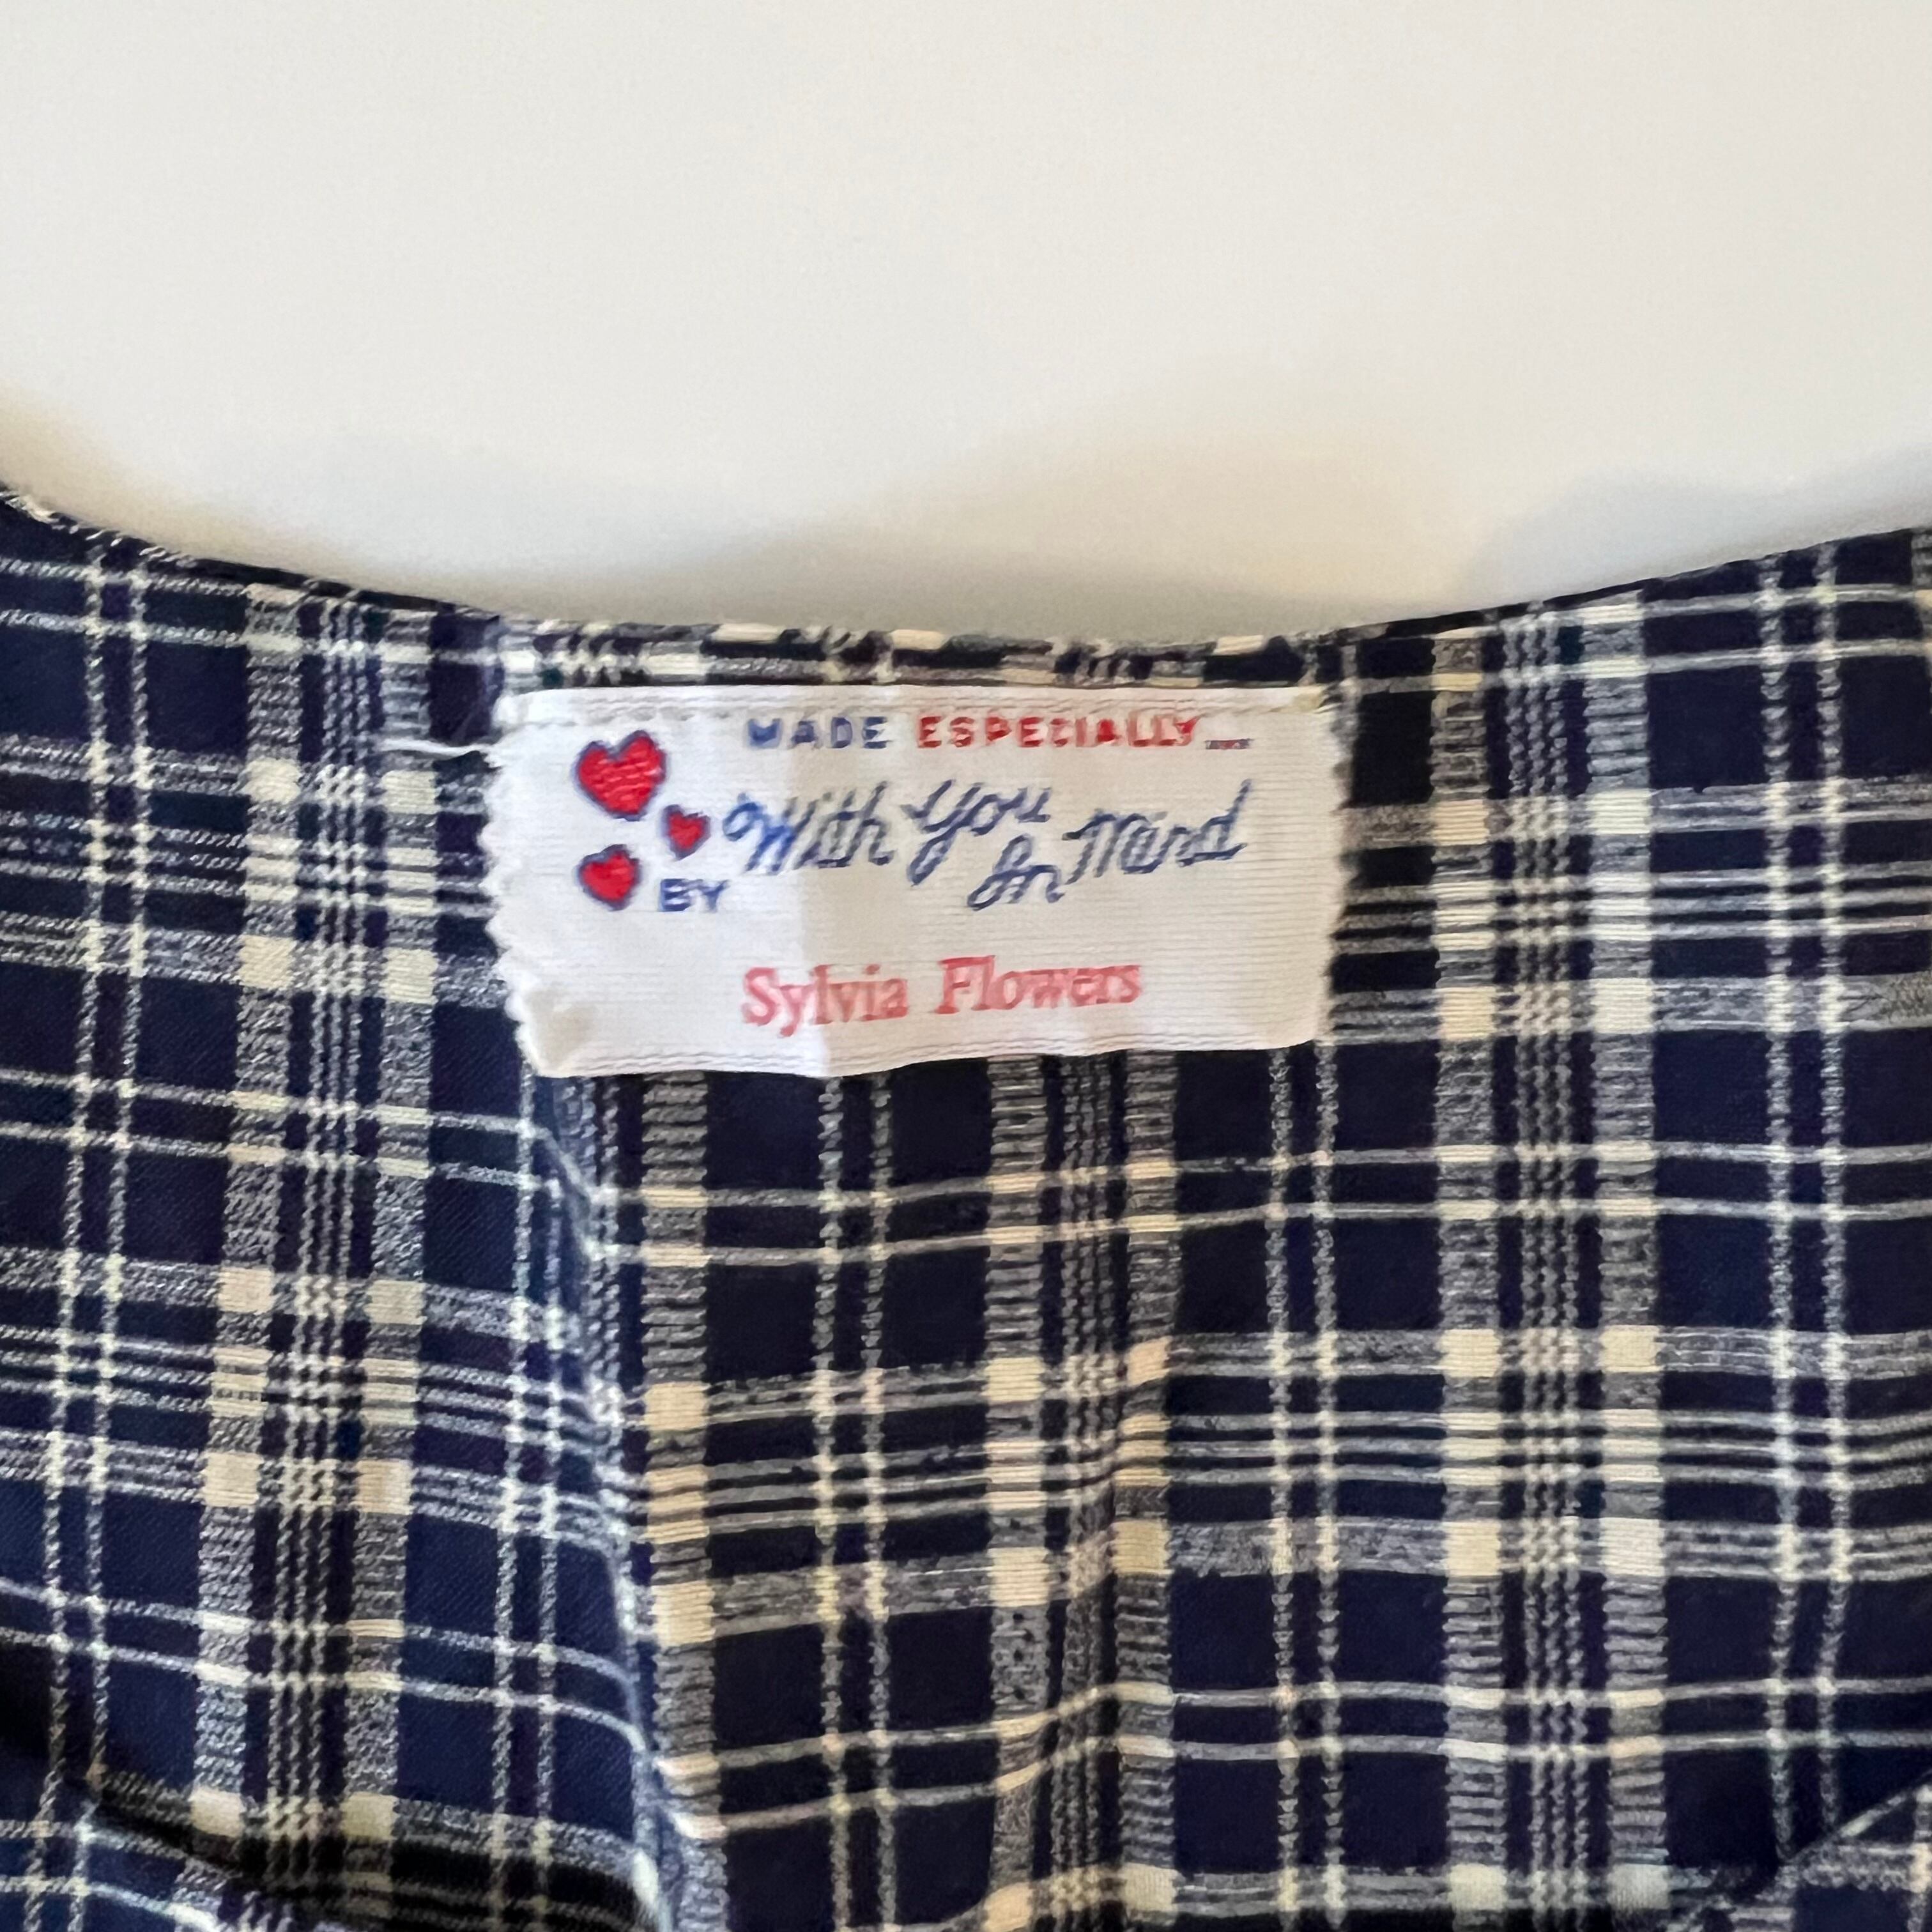 MADE ESPECIALLY...
With You
In Mind
BY
Sylvia Flowers